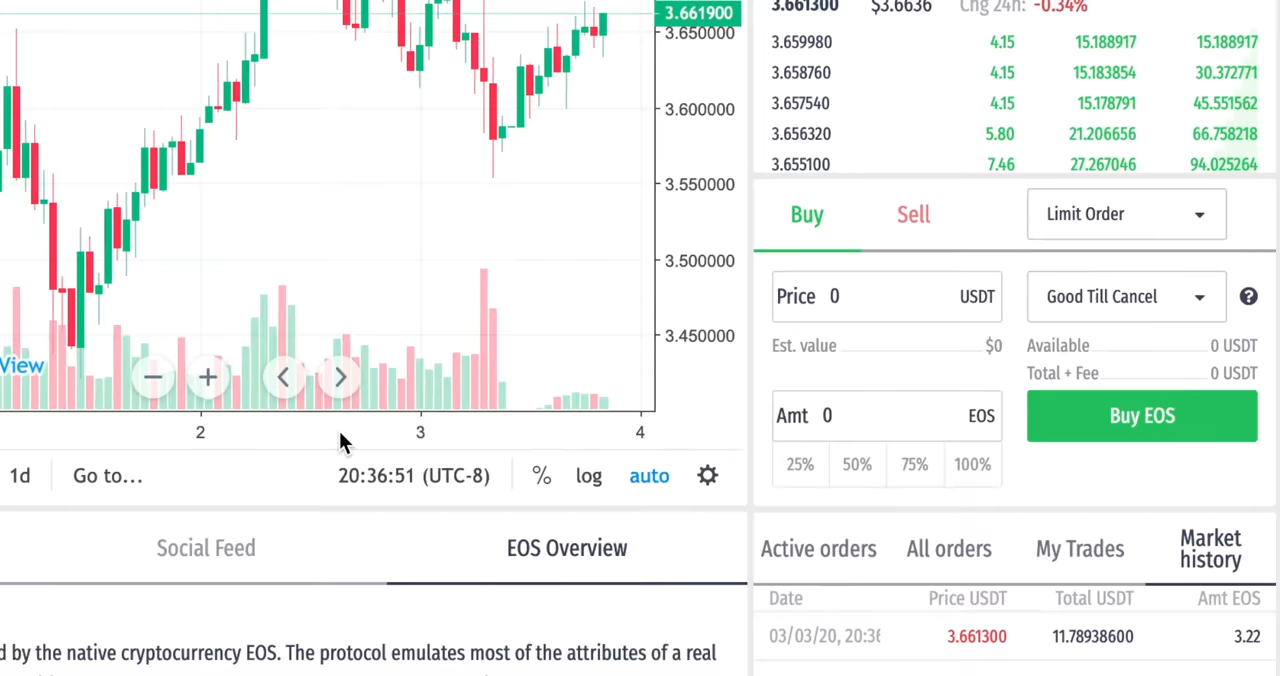 3.661900
3.650000
3.600000
3.550000
3.500000
3.450000
View
2 3 4
1d Go to... 20:36:51 (UTC-8) % log auto
Social Feed EOS Overview
d by the native cryptocurrency EOS. The protocol emulates most of the attributes of a real
3.661300 $3.6636 Chg 24h: -0.34%
3.659980 4.15 15.188917 15.188917
3.658760 4.15 15.183854 30.372771
3.657540 4.15 15.178791 45.551562
3.656320 5.80 21.206656 66.758218
3.655100 7.46 27.267046 94.025264
Buy Sell Limit Order
Price 0 USDT Good Till Cancel ?
Est. value $0 Available 0 USDT
Total + Fee 0 USDT
Amt 0 EOS Buy EOS
25% 50% 75% 100%
Active orders All orders My Trades Market history
Date Price USDT Total USDT Amt EOS
03/03/20, 20:36 3.661300 11.78938600 3.22